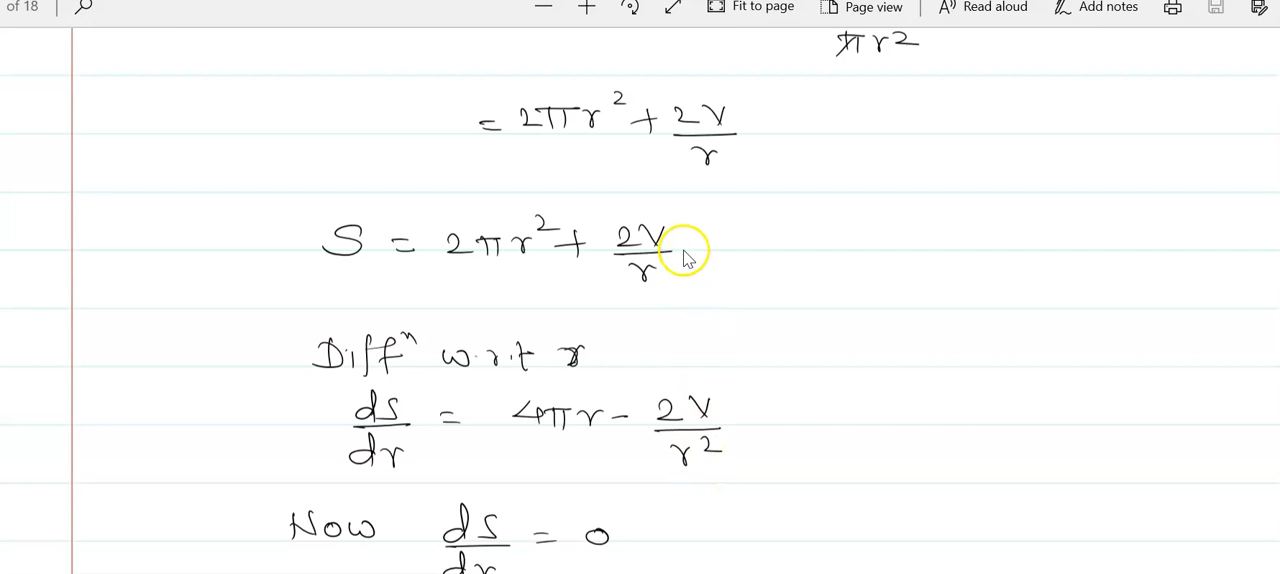 of 18 Fit to page Page view Read aloud Add notes
πr2
= 2πr² + 2V/r
S = 2πr² + 2V/r
Diffⁿ w.r.t r
ds/dr = 4πr - 2V/r²
Now ds/dr = 0